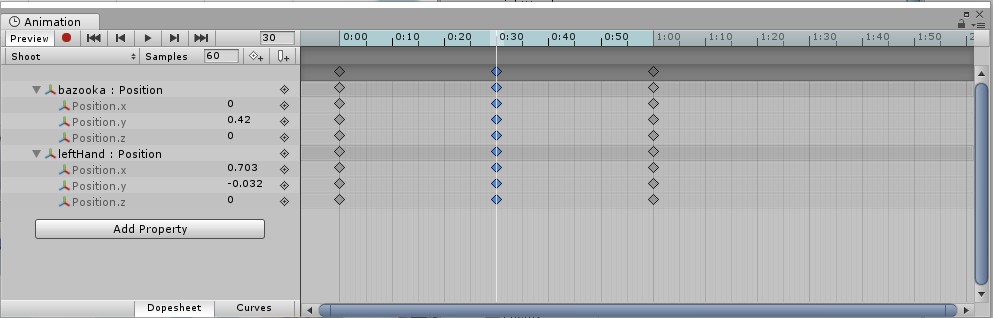 Animation
Preview 30 0:00 0:10 0:20 0:30 0:40 0:50 1:00 1:10 1:20 1:30 1:40 1:50
Shoot Samples 60
bazooka : Position
Position.x 0
Position.y 0.42
Position.z 0
leftHand : Position
Position.x 0.703
Position.y -0.032
Position.z 0
Add Property
Dopesheet Curves